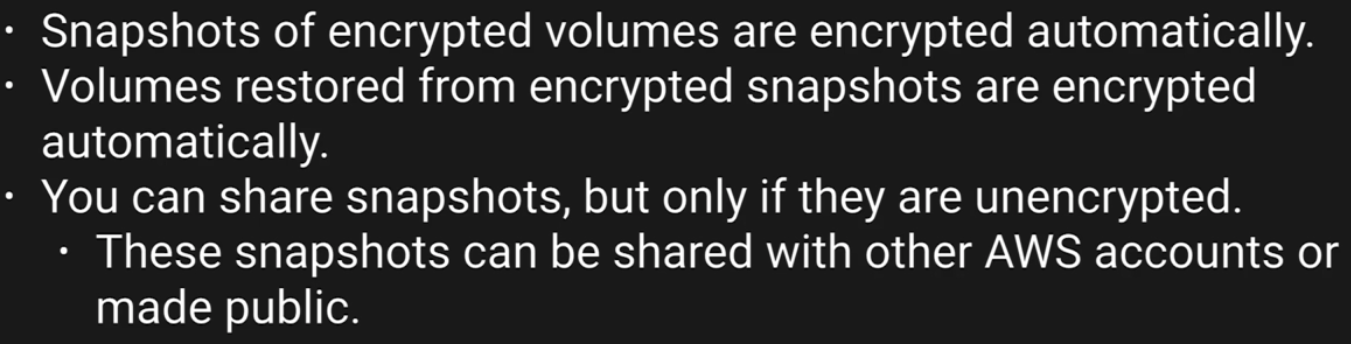 • Snapshots of encrypted volumes are encrypted automatically.
• Volumes restored from encrypted snapshots are encrypted
automatically.
• You can share snapshots, but only if they are unencrypted.
• These snapshots can be shared with other AWS accounts or
made public.